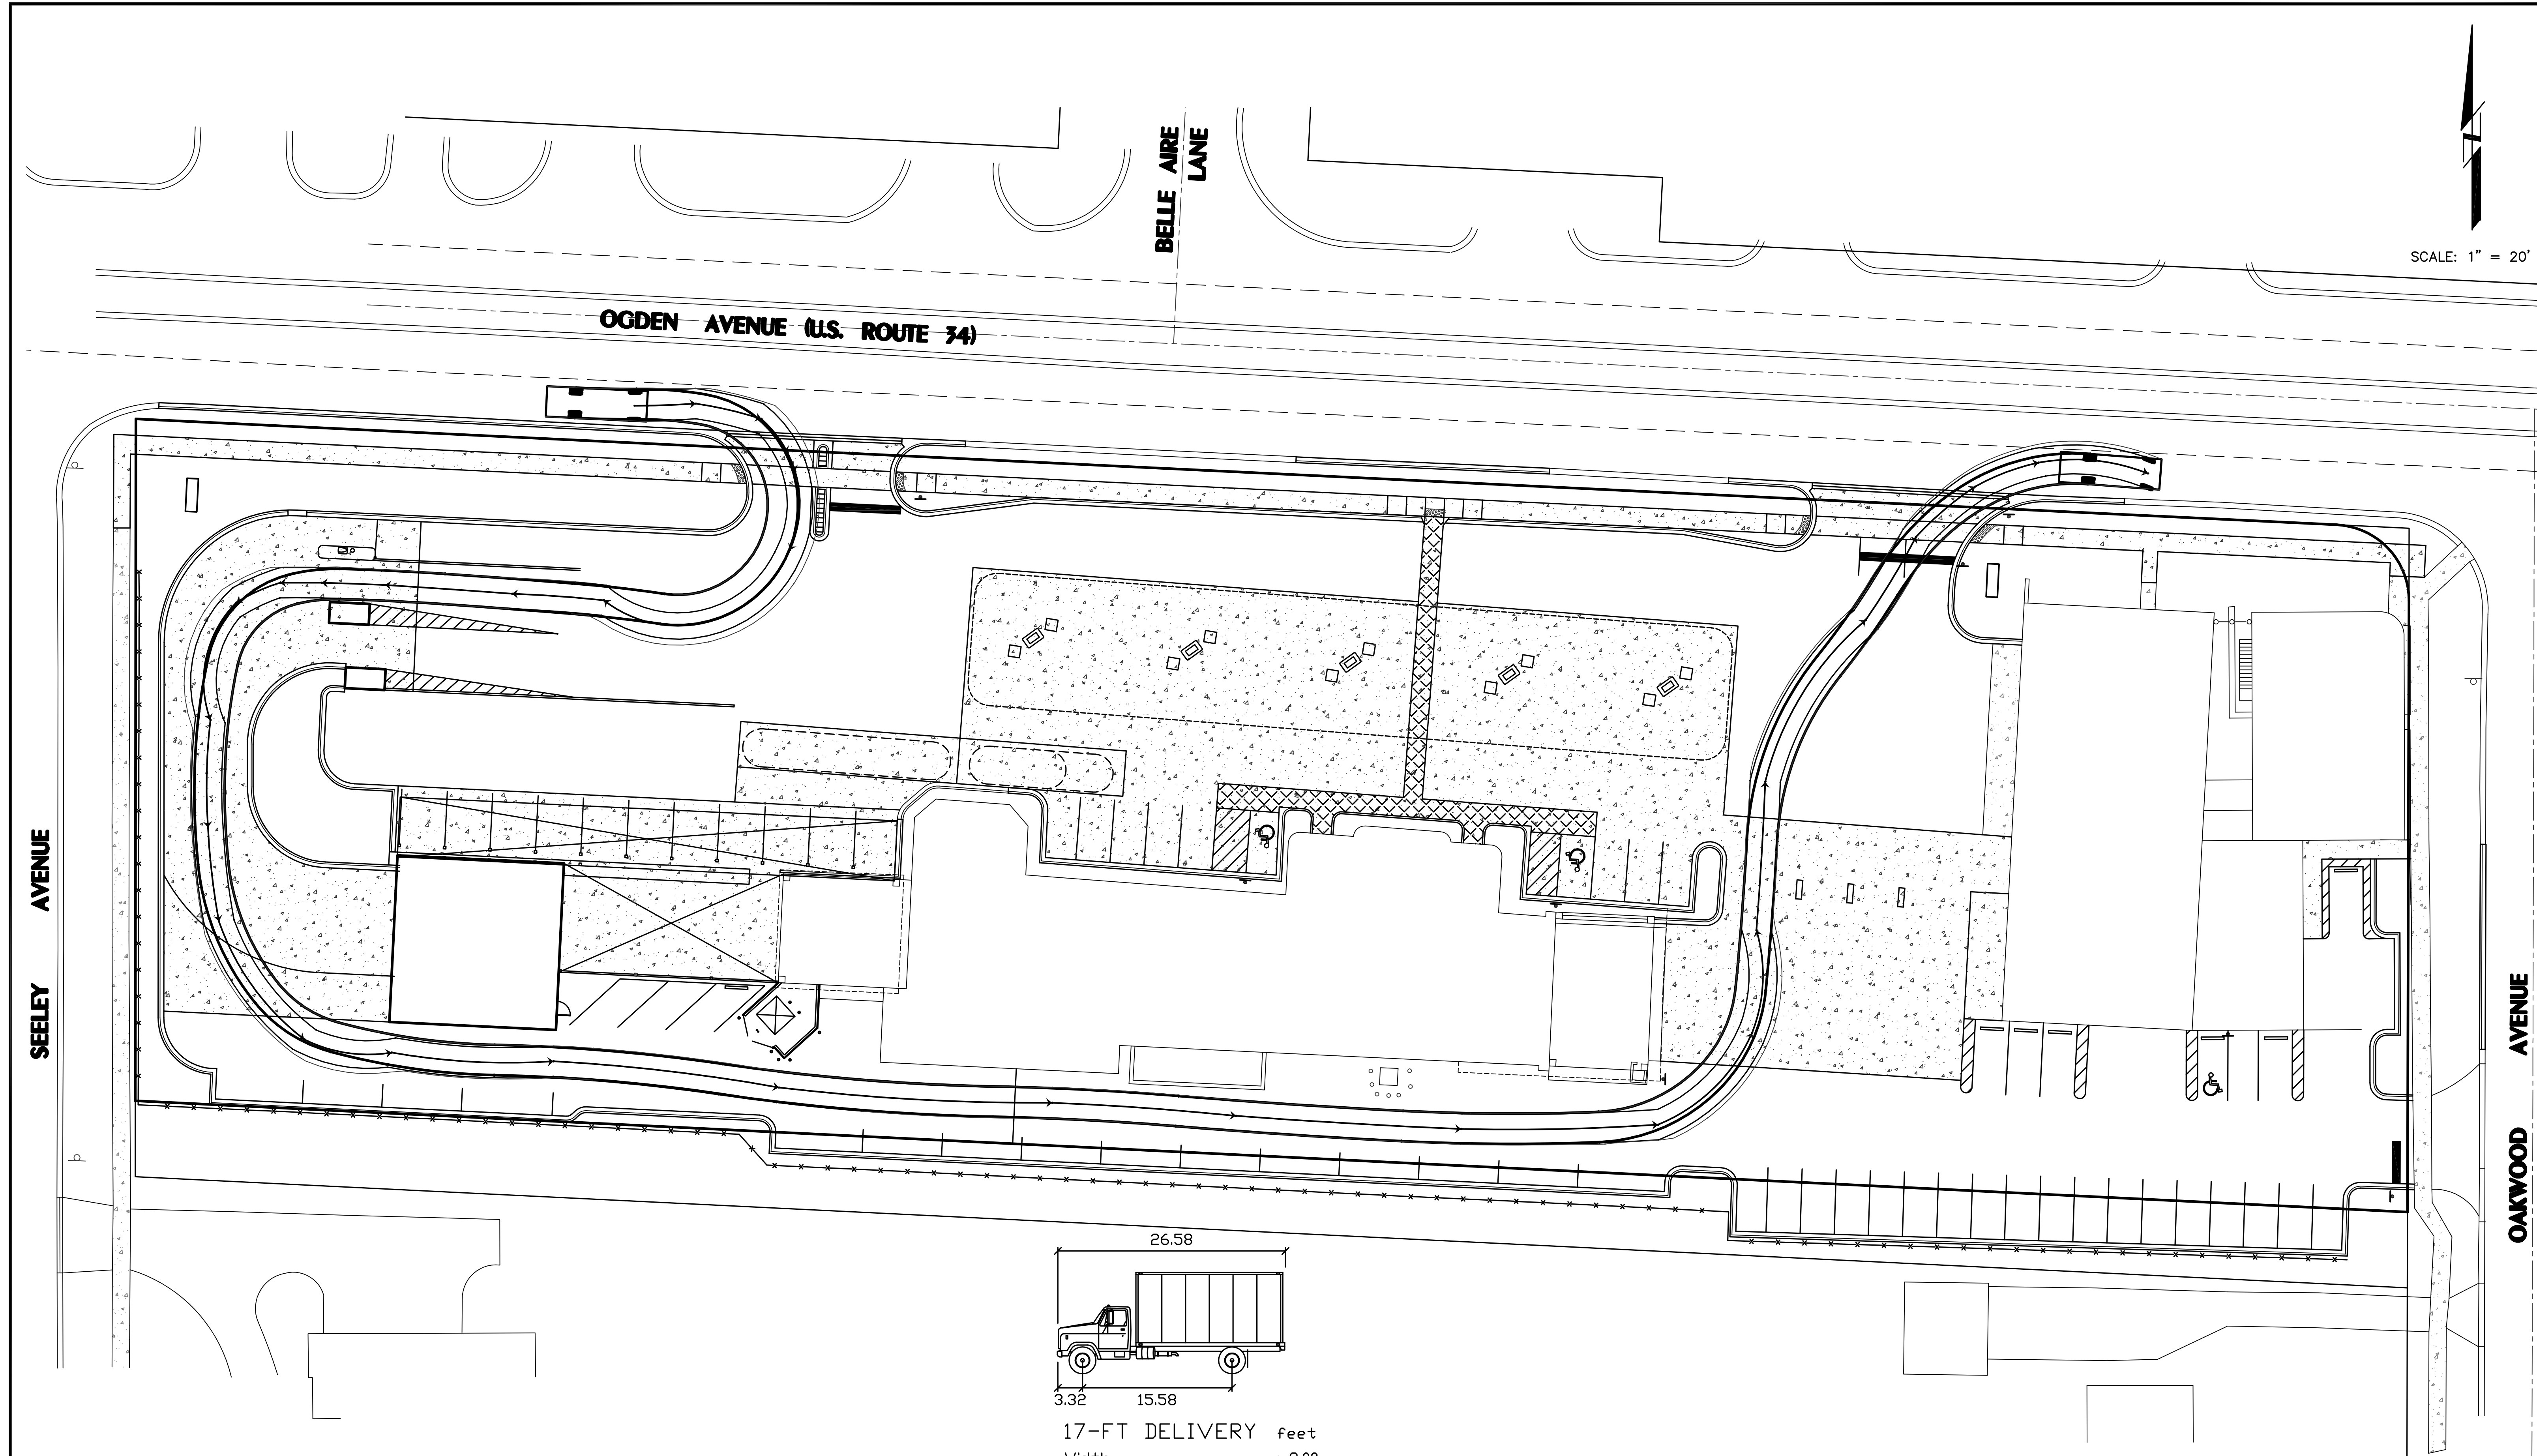 BELLE AIRE
LANE
SCALE: 1" = 20'
OGDEN AVENUE (U.S. ROUTE 34)
SEELEY AVENUE
OAKWOOD AVENUE
26.58
3.32 15.58
17-FT DELIVERY feet